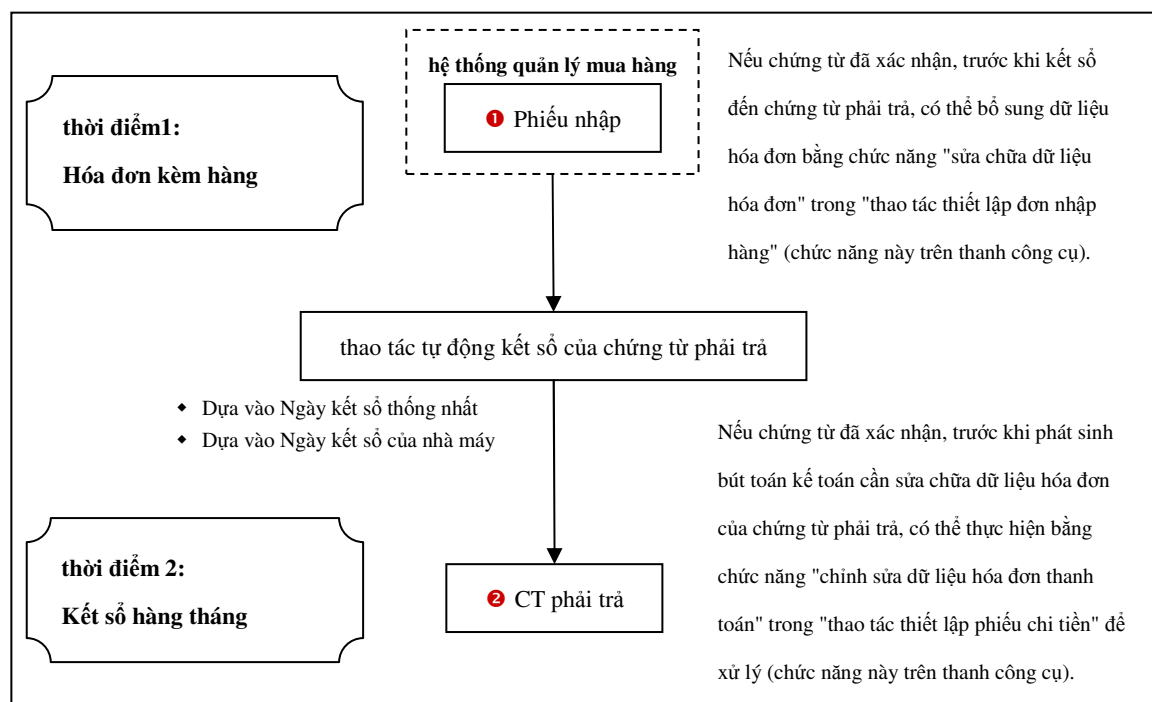 hệ thống quản lý mua hàng
❶ Phiếu nhập
thời điểm1:
Hóa đơn kèm hàng
Nếu chứng từ đã xác nhận, trước khi kết sổ
đến chứng từ phải trả, có thể bổ sung dữ liệu
hóa đơn bằng chức năng "sửa chữa dữ liệu
hóa đơn" trong "thao tác thiết lập đơn nhập
hàng" (chức năng này trên thanh công cụ).
thao tác tự động kết sổ của chứng từ phải trả
◆ Dựa vào Ngày kết sổ thống nhất
◆ Dựa vào Ngày kết sổ của nhà máy
thời điểm 2:
Kết sổ hàng tháng
❷ CT phải trả
Nếu chứng từ đã xác nhận, trước khi phát sinh
bút toán kế toán cần sửa chữa dữ liệu hóa đơn
của chứng từ phải trả, có thể thực hiện bằng
chức năng "chỉnh sửa dữ liệu hóa đơn thanh
toán" trong "thao tác thiết lập phiếu chi tiền" để
xử lý (chức năng này trên thanh công cụ).